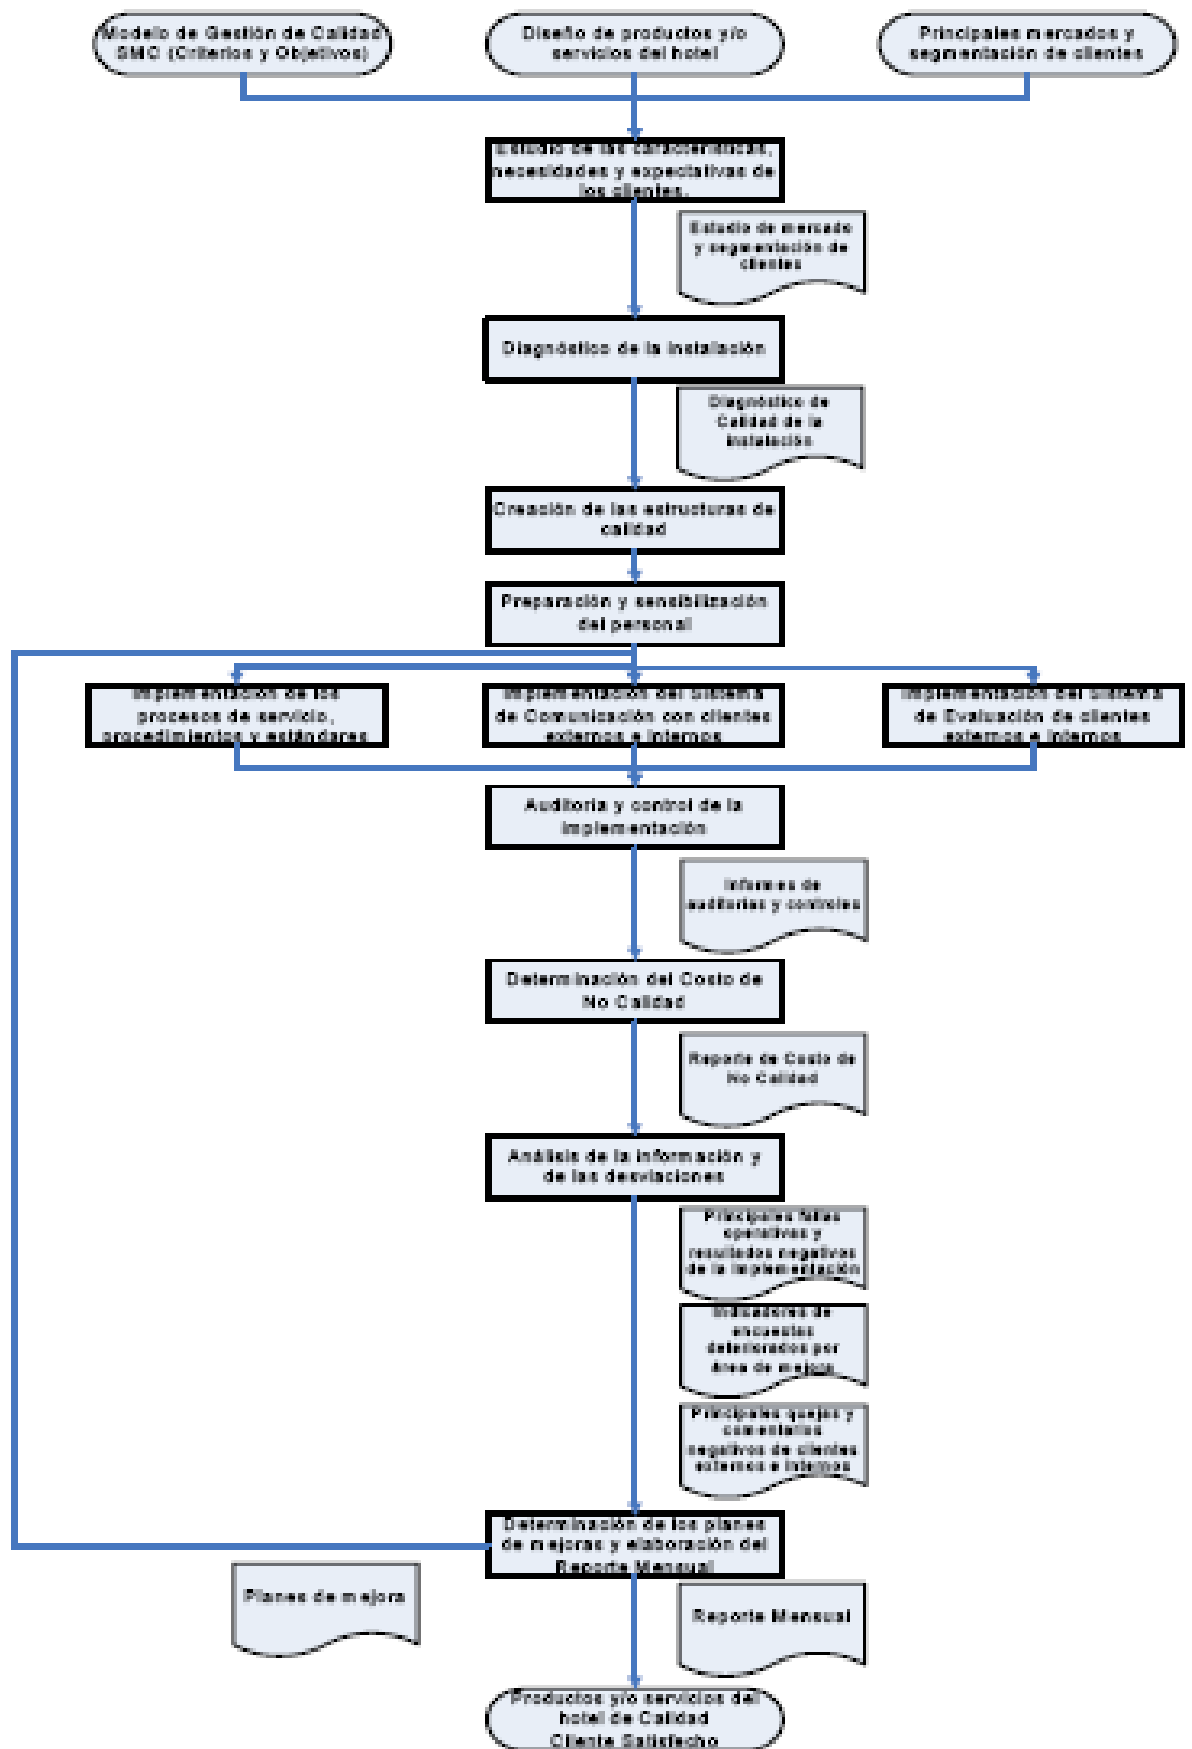 Modelo de Gestión de Calidad
SMC (Criterios y Objetivos)
Diseño de productos y/o
servicios del hotel
Principales mercados y
segmentación de clientes
Estudio de las características,
necesidades y expectativas de
los clientes.
Estudio de mercado
y segmentación de
clientes
Diagnóstico de la instalación
Diagnóstico de
Calidad de la
instalación
Creación de las estructuras de
calidad
Preparación y sensibilización
del personal
Implementación de los
procesos de servicio,
procedimientos y estándares
Implementación del Sistema
de Comunicación con clientes
externos e internos
Implementación del Sistema
de Evaluación de clientes
externos e internos
Auditoria y control de la
implementación
Informes de
auditorias y controles
Determinación del Costo de
No Calidad
Reporte de Costo de
No Calidad
Análisis de la información y
de las desviaciones
Principales fallas
operativas y
resultados negativos
de la implementación
Indicadores de
encuestas
deteriorados por
área de mejora
Principales quejas y
comentarios
negativos de clientes
externos e internos
Determinación de los planes
de mejoras y elaboración del
Reporte Mensual
Planes de mejora
Reporte Mensual
Productos y/o servicios del
hotel de Calidad
Cliente Satisfecho